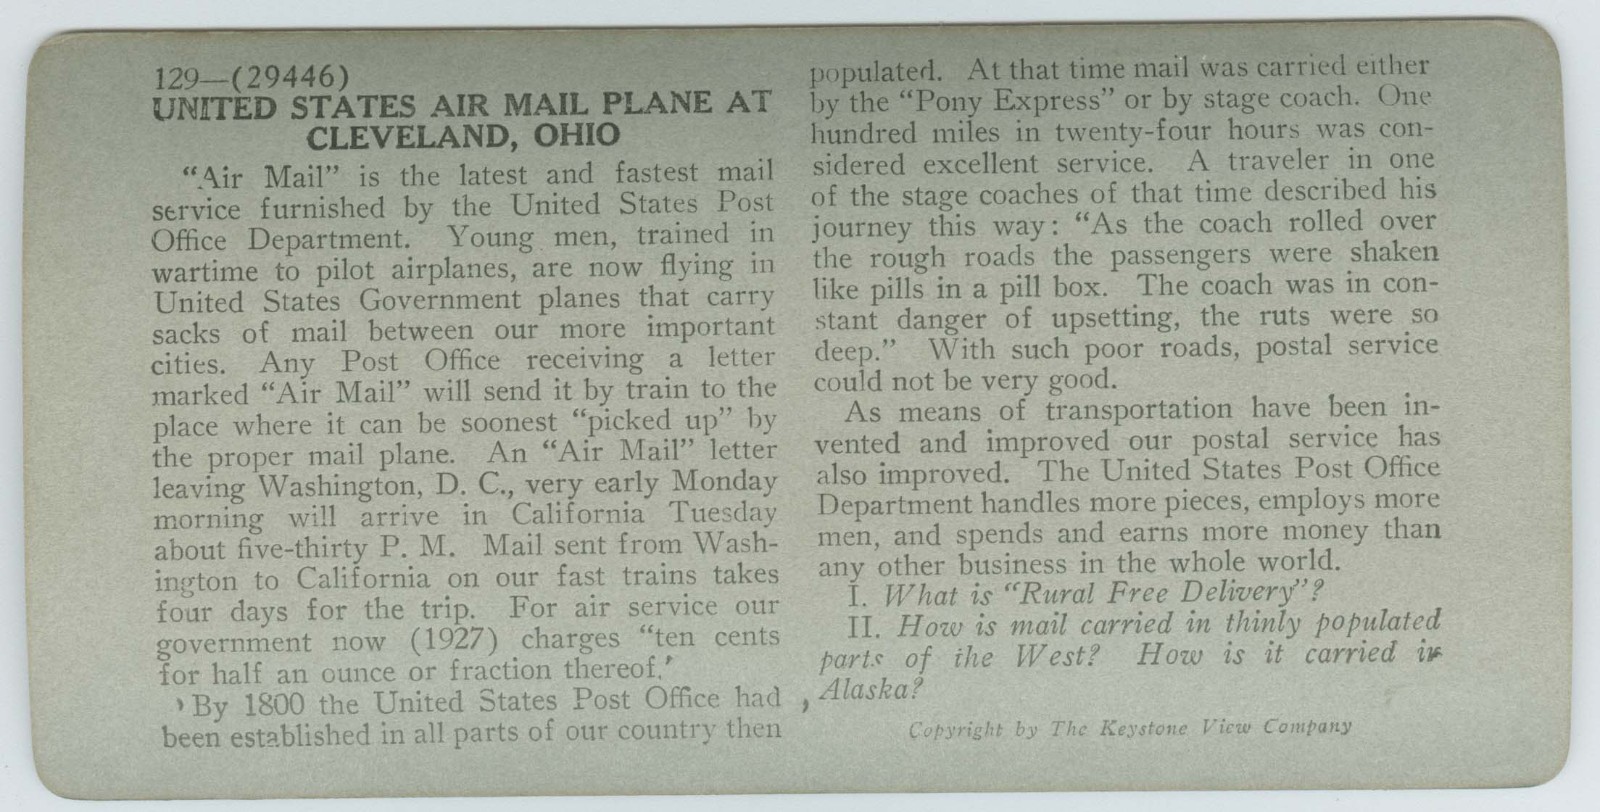 129—(29446)
UNITED STATES AIR MAIL PLANE AT
CLEVELAND, OHIO
“Air Mail” is the latest and fastest mail
service furnished by the United States Post
Office Department. Young men, trained in
wartime to pilot airplanes, are now flying in
United States Government planes that carry
sacks of mail between our more important
cities. Any Post Office receiving a letter
marked “Air Mail” will send it by train to the
place where it can be soonest “picked up” by
the proper mail plane. An “Air Mail” letter
leaving Washington, D. C., very early Monday
morning will arrive in California Tuesday
about five-thirty P. M. Mail sent from Wash-
ington to California on our fast trains takes
four days for the trip. For air service our
government now (1927) charges “ten cents
for half an ounce or fraction thereof.’
By 1800 the United States Post Office had
been established in all parts of our country then
populated. At that time mail was carried either
by the “Pony Express” or by stage coach. One
hundred miles in twenty-four hours was con-
sidered excellent service. A traveler in one
of the stage coaches of that time described his
journey this way: “As the coach rolled over
the rough roads the passengers were shaken
like pills in a pill box. The coach was in con-
stant danger of upsetting, the ruts were so
deep.” With such poor roads, postal service
could not be very good.
As means of transportation have been in-
vented and improved our postal service has
also improved. The United States Post Office
Department handles more pieces, employs more
men, and spends and earns more money than
any other business in the whole world.
I. What is “Rural Free Delivery”?
II. How is mail carried in thinly populated
parts of the West? How is it carried in
Alaska?
Copyright by The Keystone View Company